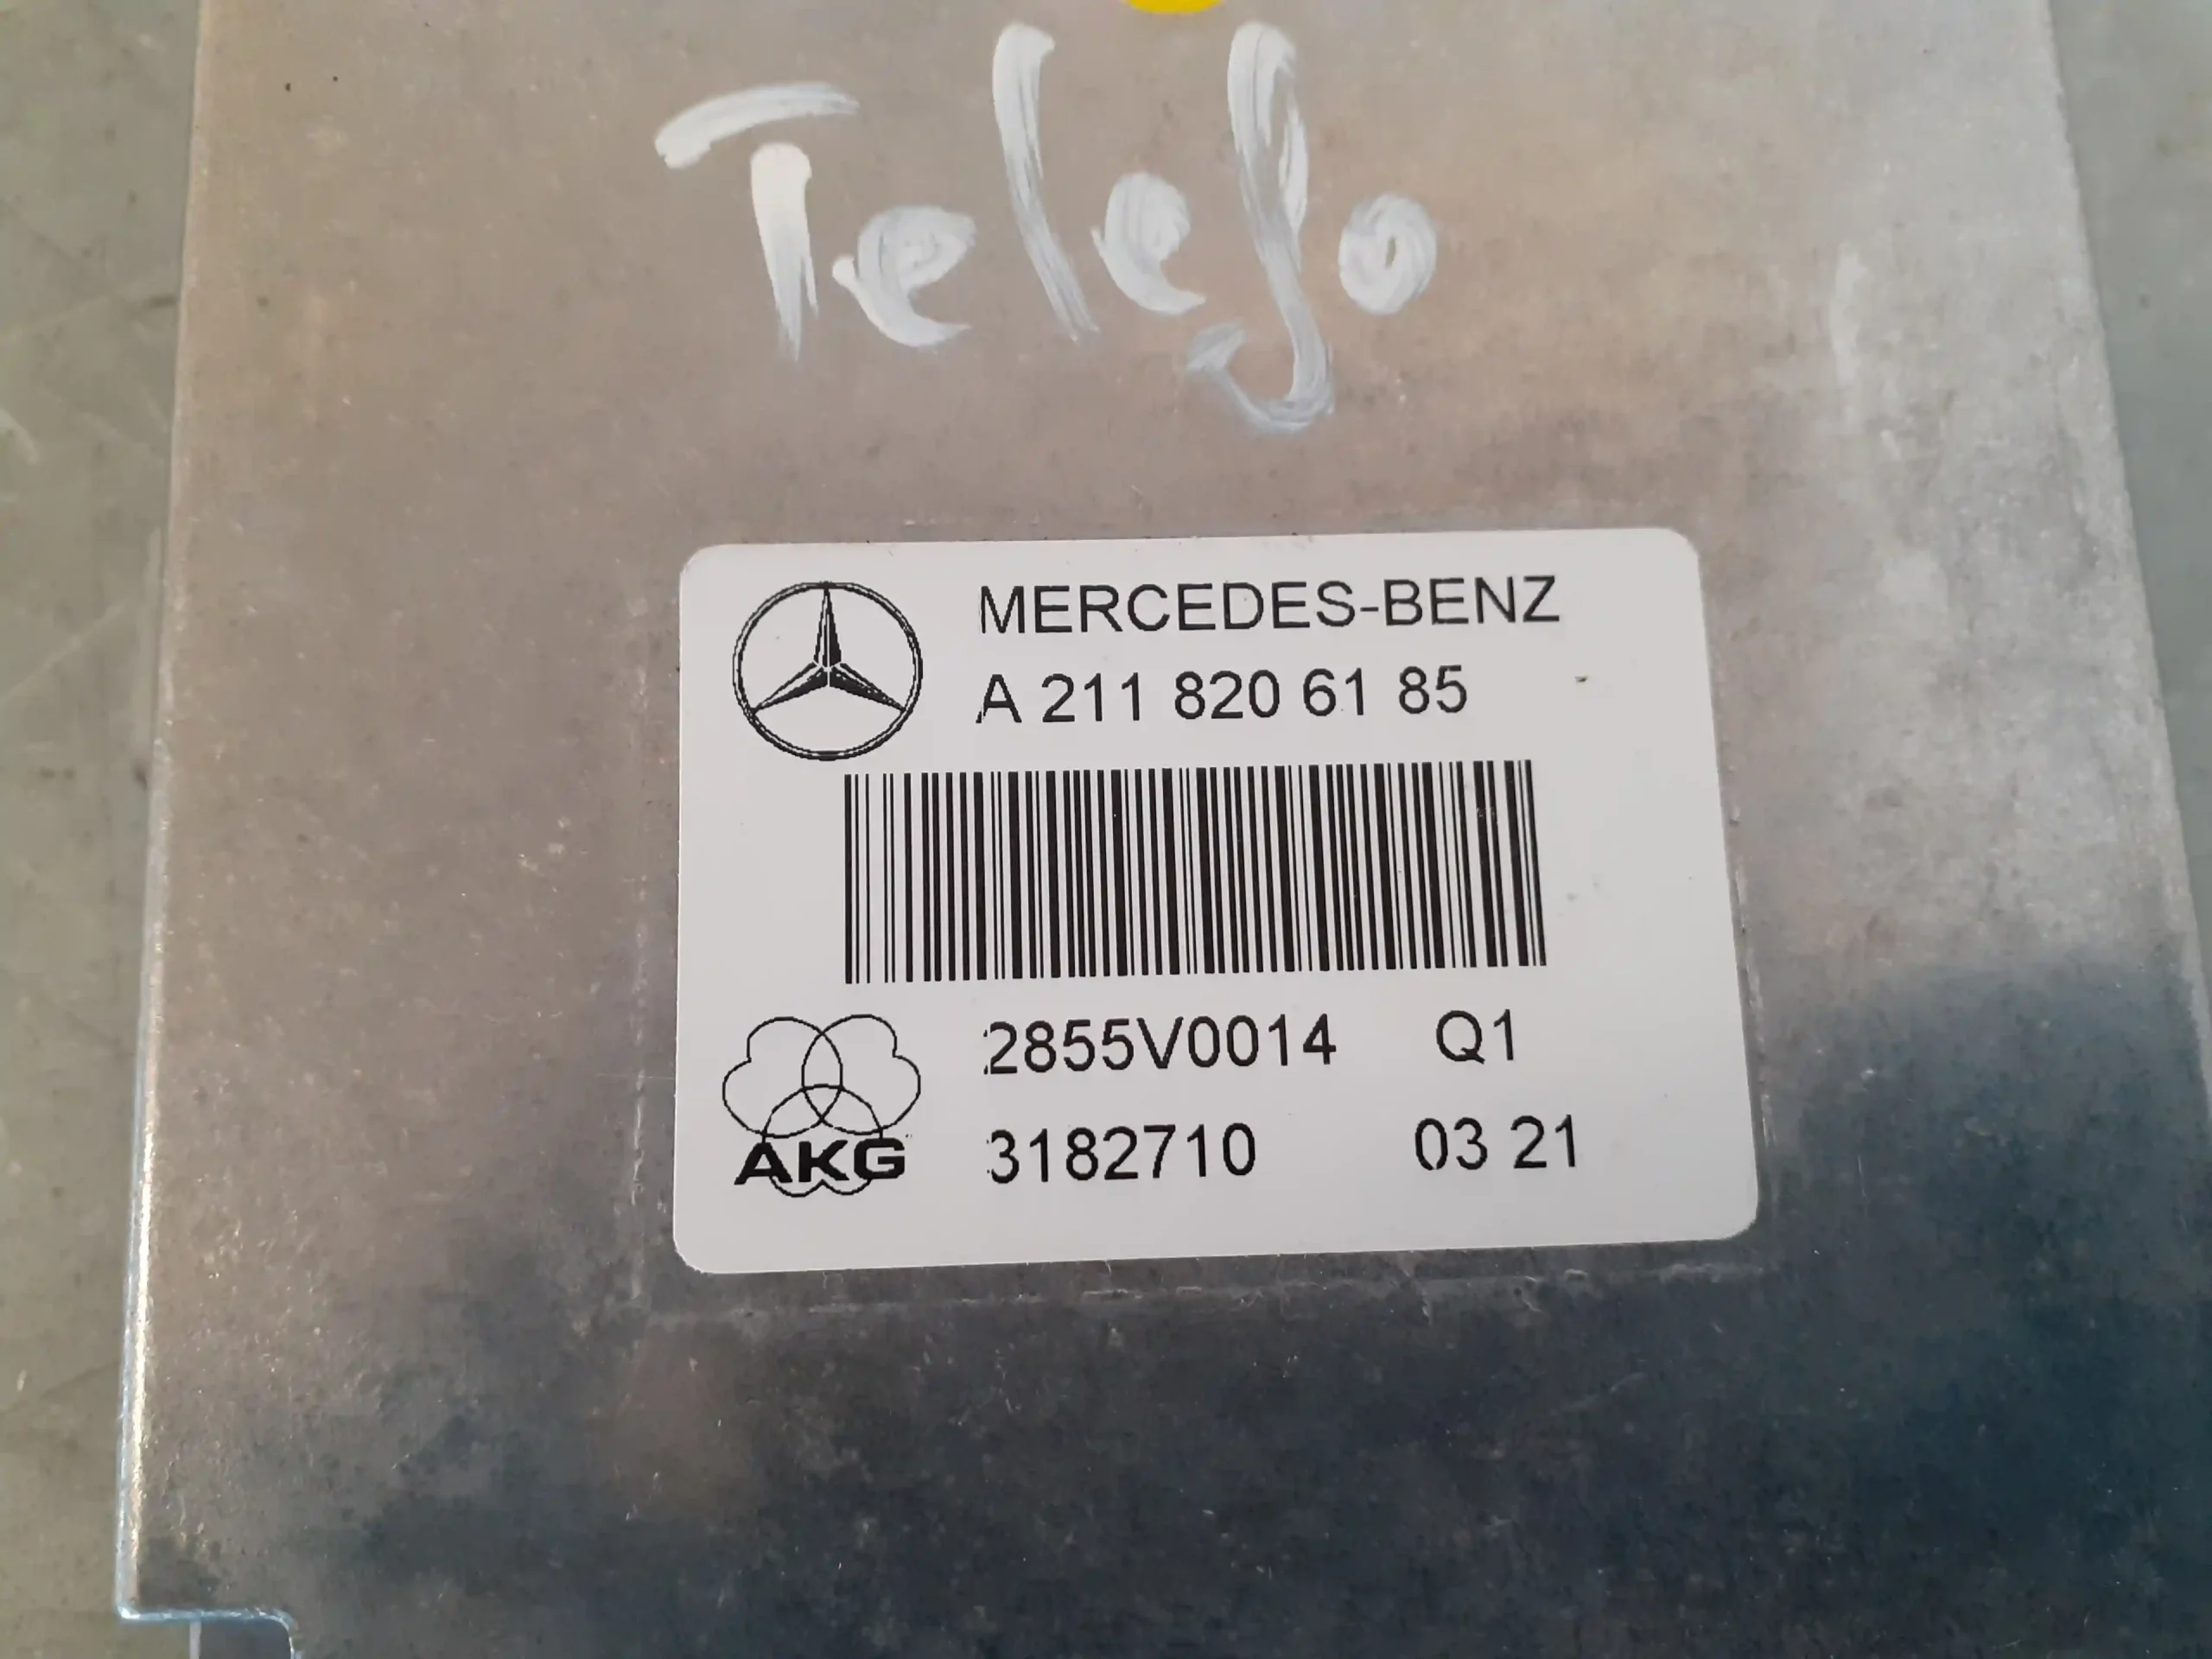 Telefo
MERCEDES-BENZ
A 211 820 61 85
2855V0014 Q1
AKG
3182710 03 21